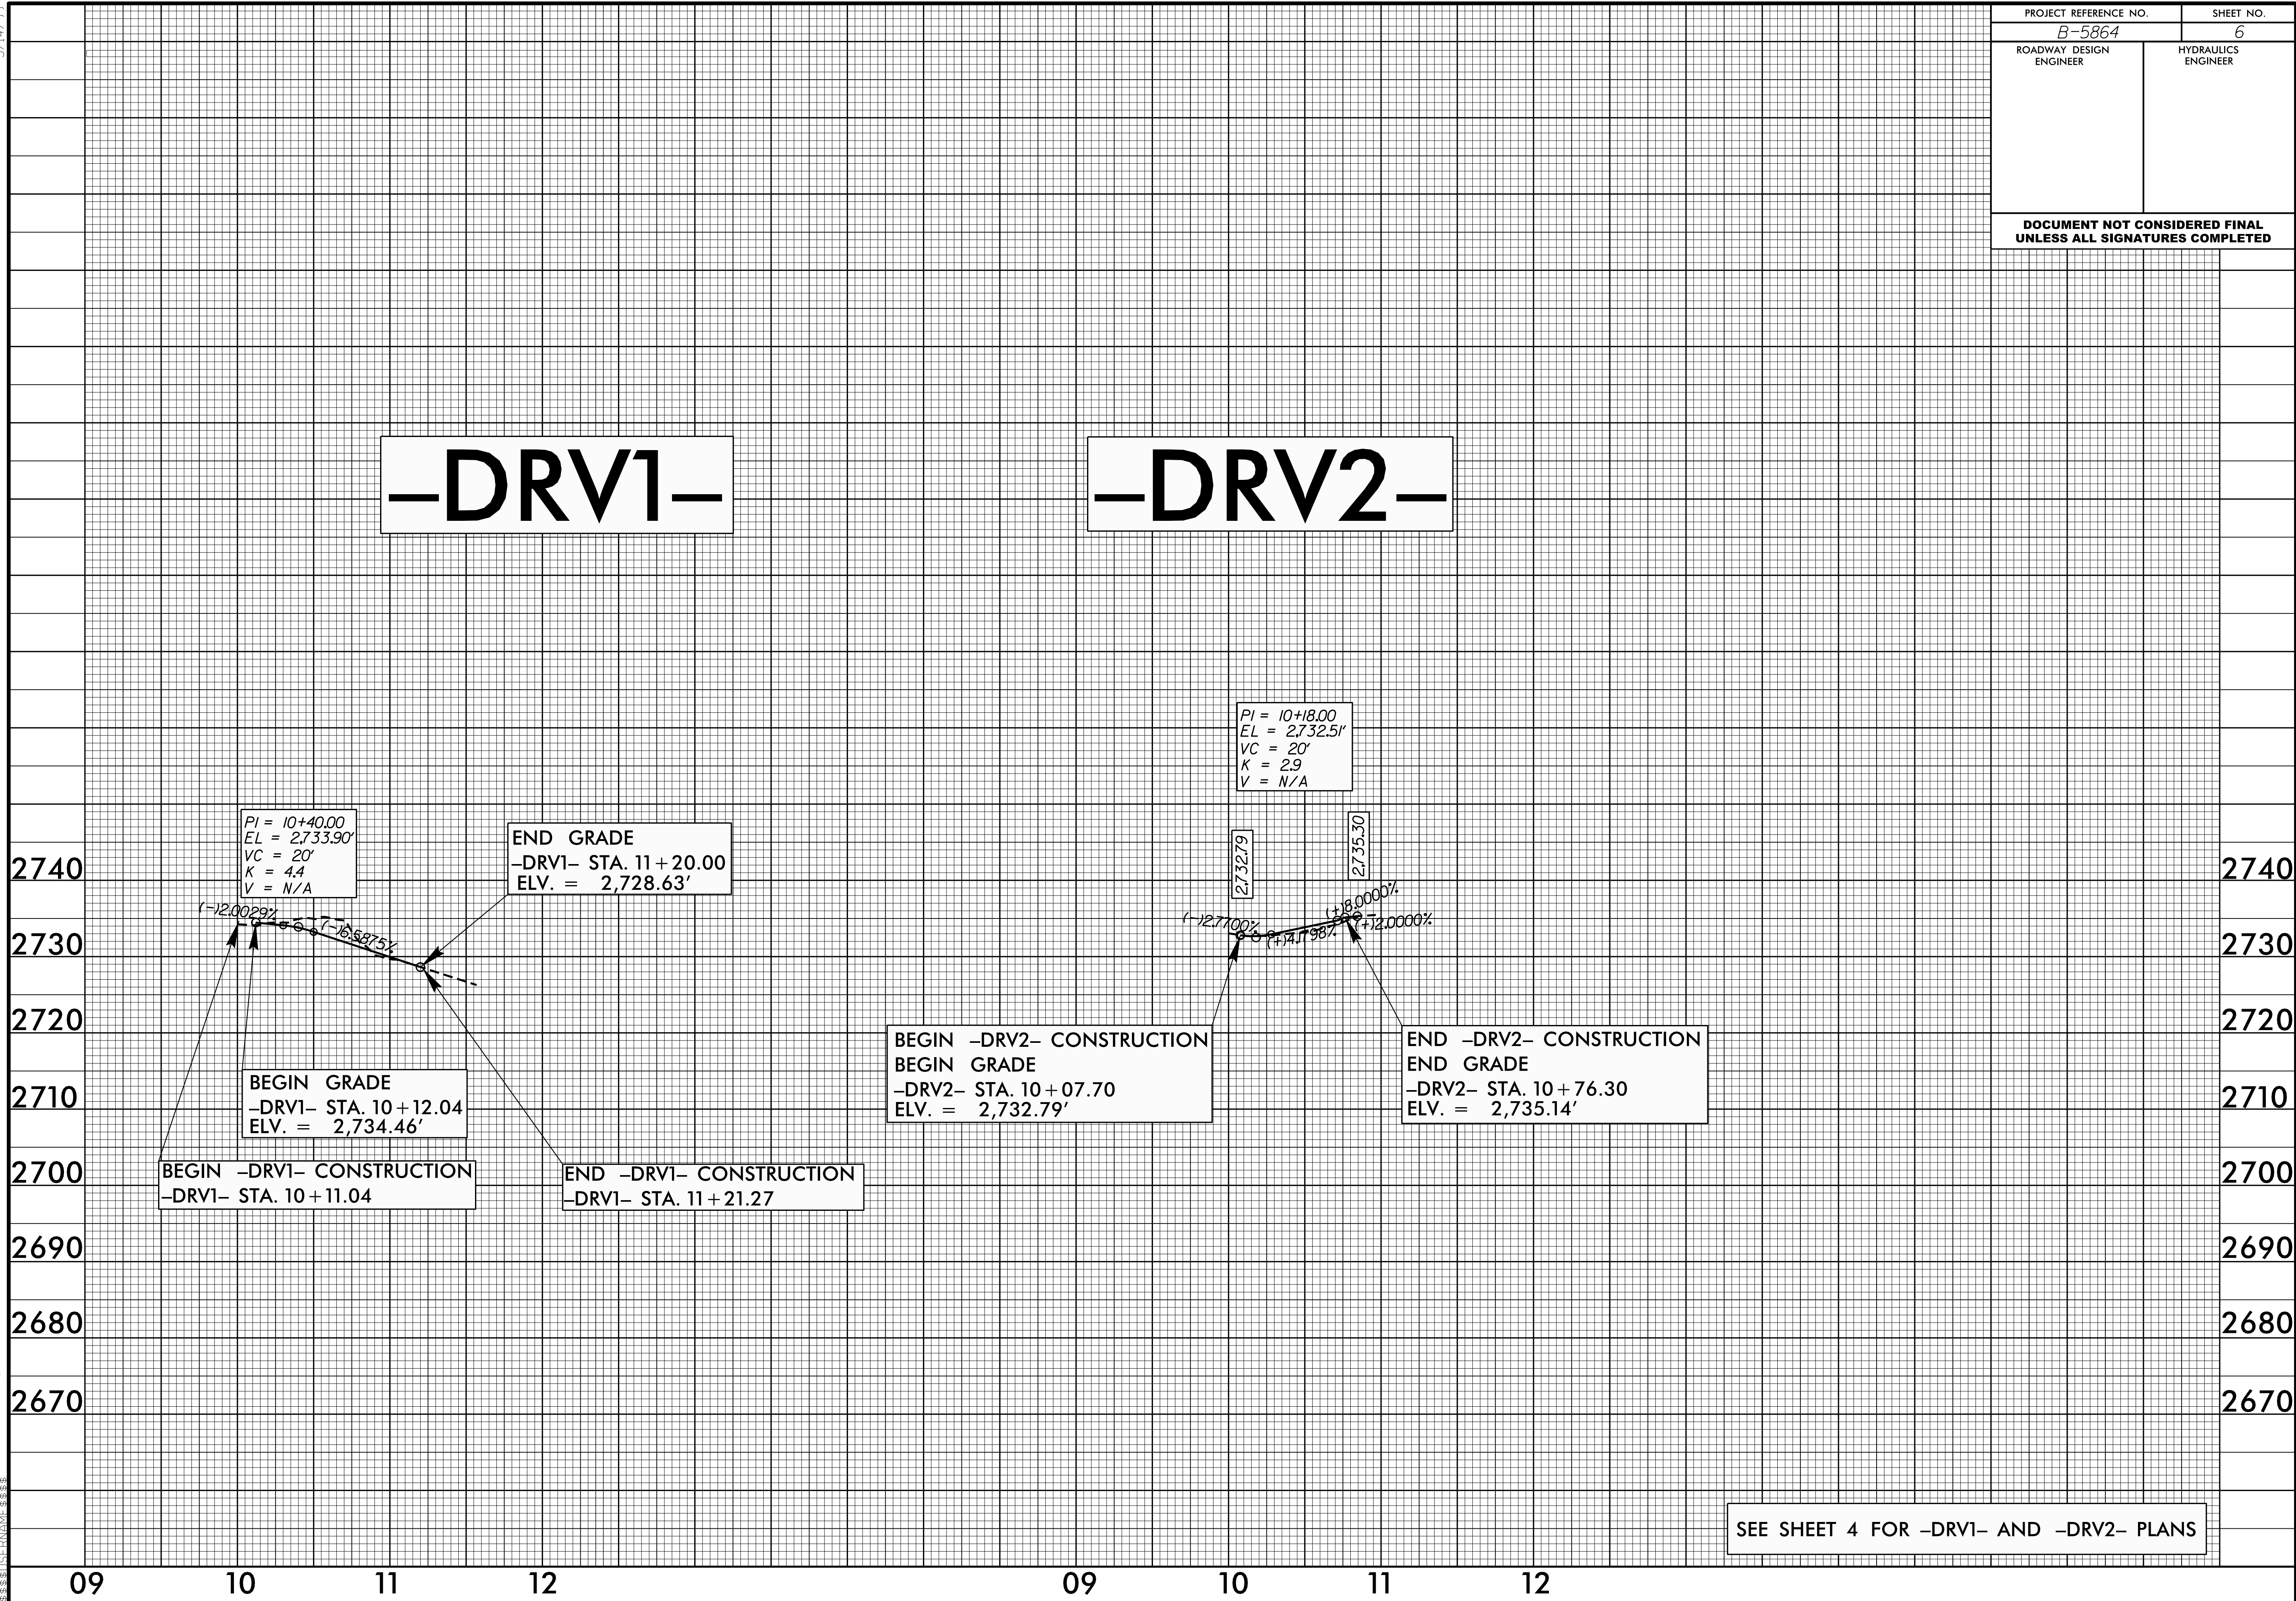 PROJECT REFERENCE NO. SHEET NO.
B-5864 6
ROADWAY DESIGN
ENGINEER
HYDRAULICS
ENGINEER
DOCUMENT NOT CONSIDERED FINAL
UNLESS ALL SIGNATURES COMPLETED
–DRV1–
–DRV2–
PI = 10+18.00
EL = 2,732.51'
VC = 20'
K = 2.9
V = N/A
PI = 10+40.00
EL = 2,733.90'
VC = 20'
K = 4.4
V = N/A
END GRADE
–DRV1– STA. 11+20.00
ELV. = 2,728.63'
2,732.79
2,735.30
(-)2.0029%
(-)6.5875%
(-)2.7700%
(+)4.1798%
(+)8.0000%
(+)2.0000%
BEGIN GRADE
–DRV1– STA. 10+12.04
ELV. = 2,734.46'
BEGIN –DRV1– CONSTRUCTION
–DRV1– STA. 10+11.04
END –DRV1– CONSTRUCTION
–DRV1– STA. 11+21.27
BEGIN –DRV2– CONSTRUCTION
BEGIN GRADE
–DRV2– STA. 10+07.70
ELV. = 2,732.79'
END –DRV2– CONSTRUCTION
END GRADE
–DRV2– STA. 10+76.30
ELV. = 2,735.14'
2740 2740
2730 2730
2720 2720
2710 2710
2700 2700
2690 2690
2680 2680
2670 2670
SEE SHEET 4 FOR –DRV1– AND –DRV2– PLANS
09 10 11 12 09 10 11 12